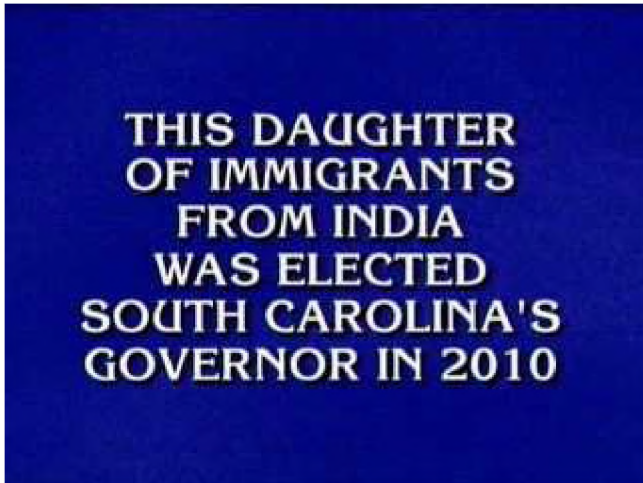 THIS DAUGHTER
OF IMMIGRANTS
FROM INDIA
WAS ELECTED
SOUTH CAROLINA'S
GOVERNOR IN 2010